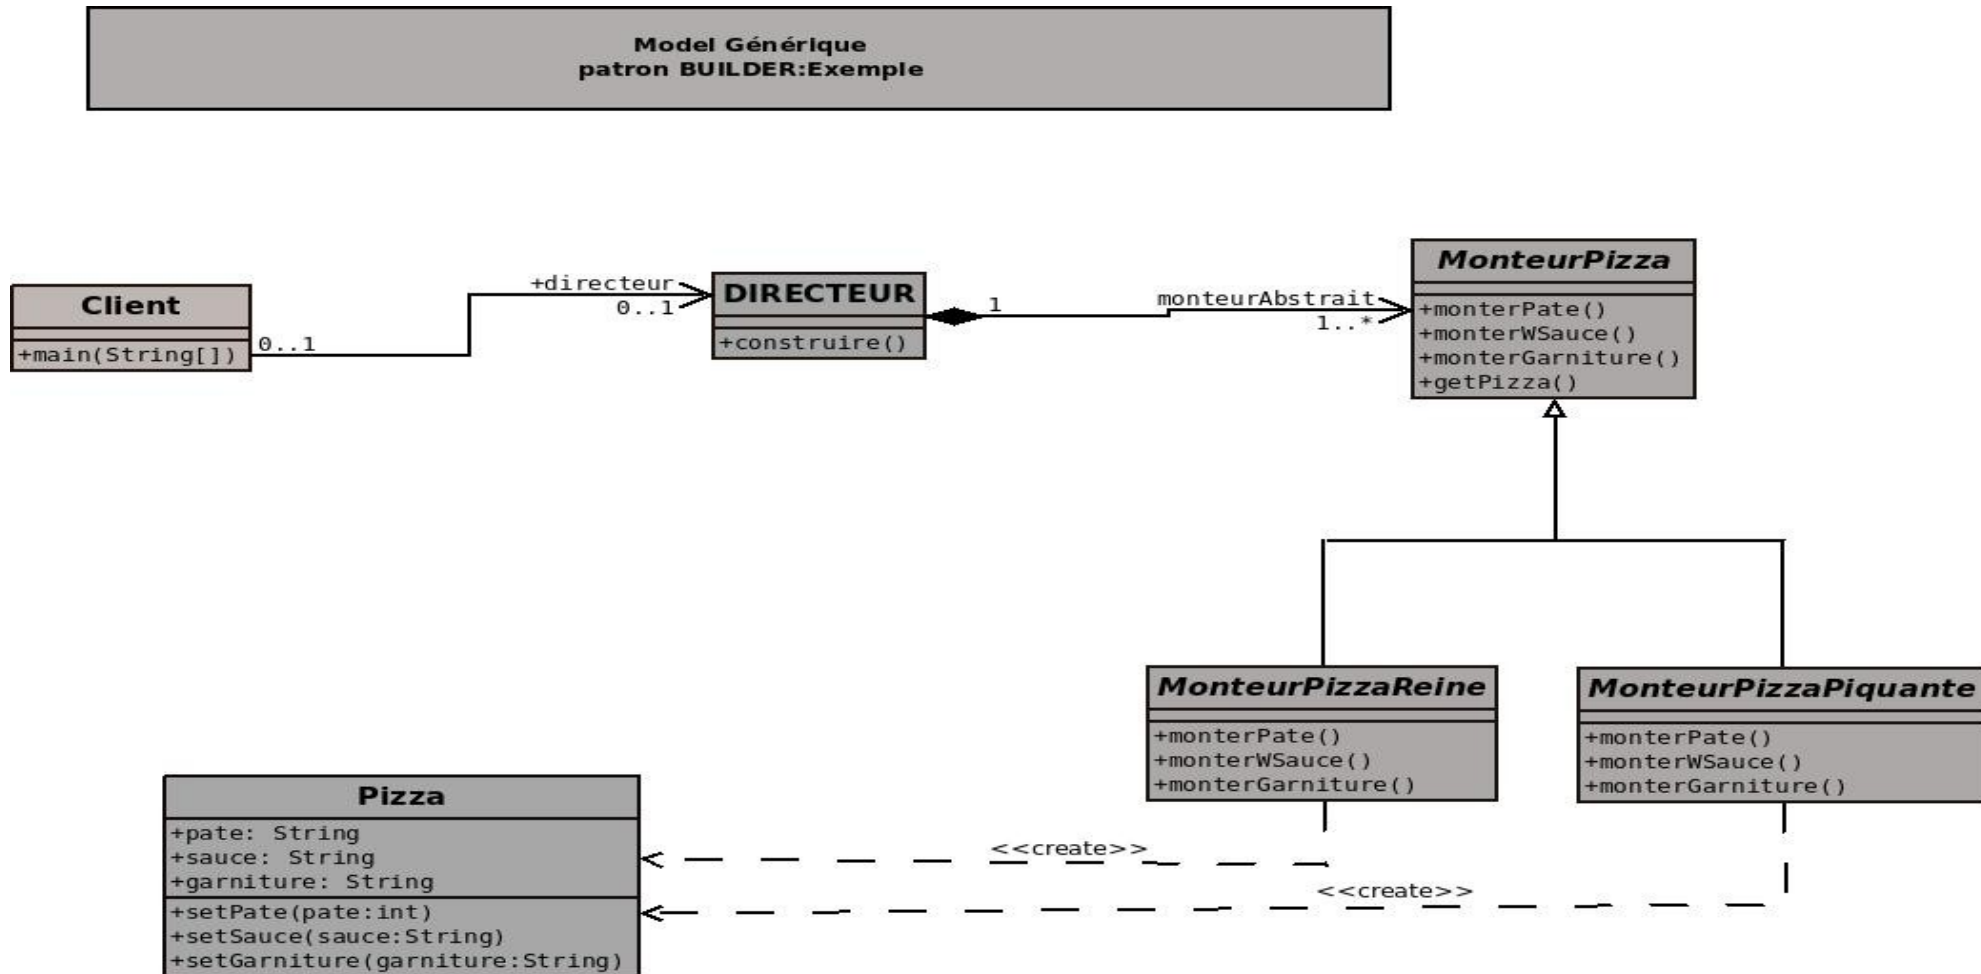 Model Générique
patron BUILDER:Exemple
Client
+main(String[])
0..1
+directeur
0..1
DIRECTEUR
+construire()
1
monteurAbstrait
1..*
MonteurPizza
+monterPate()
+monterWSauce()
+monterGarniture()
+getPizza()
MonteurPizzaReine
+monterPate()
+monterWSauce()
+monterGarniture()
MonteurPizzaPiquante
+monterPate()
+monterWSauce()
+monterGarniture()
Pizza
+pate: String
+sauce: String
+garniture: String
+setPate(pate:int)
+setSauce(sauce:String)
+setGarniture(garniture:String)
<<create>>
<<create>>